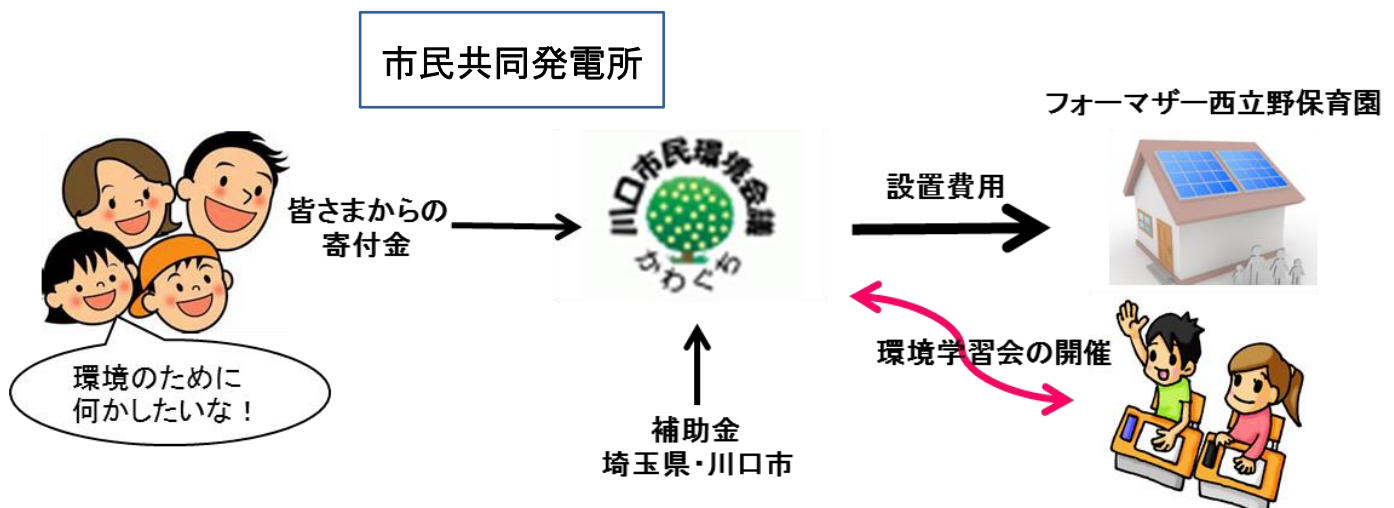 市民共同発電所
フォーマザー西立野保育園
皆さまからの
寄付金
川口市民環境会議
かわぐち
設置費用
環境のために
何かしたいな！
環境学習会の開催
補助金
埼玉県・川口市